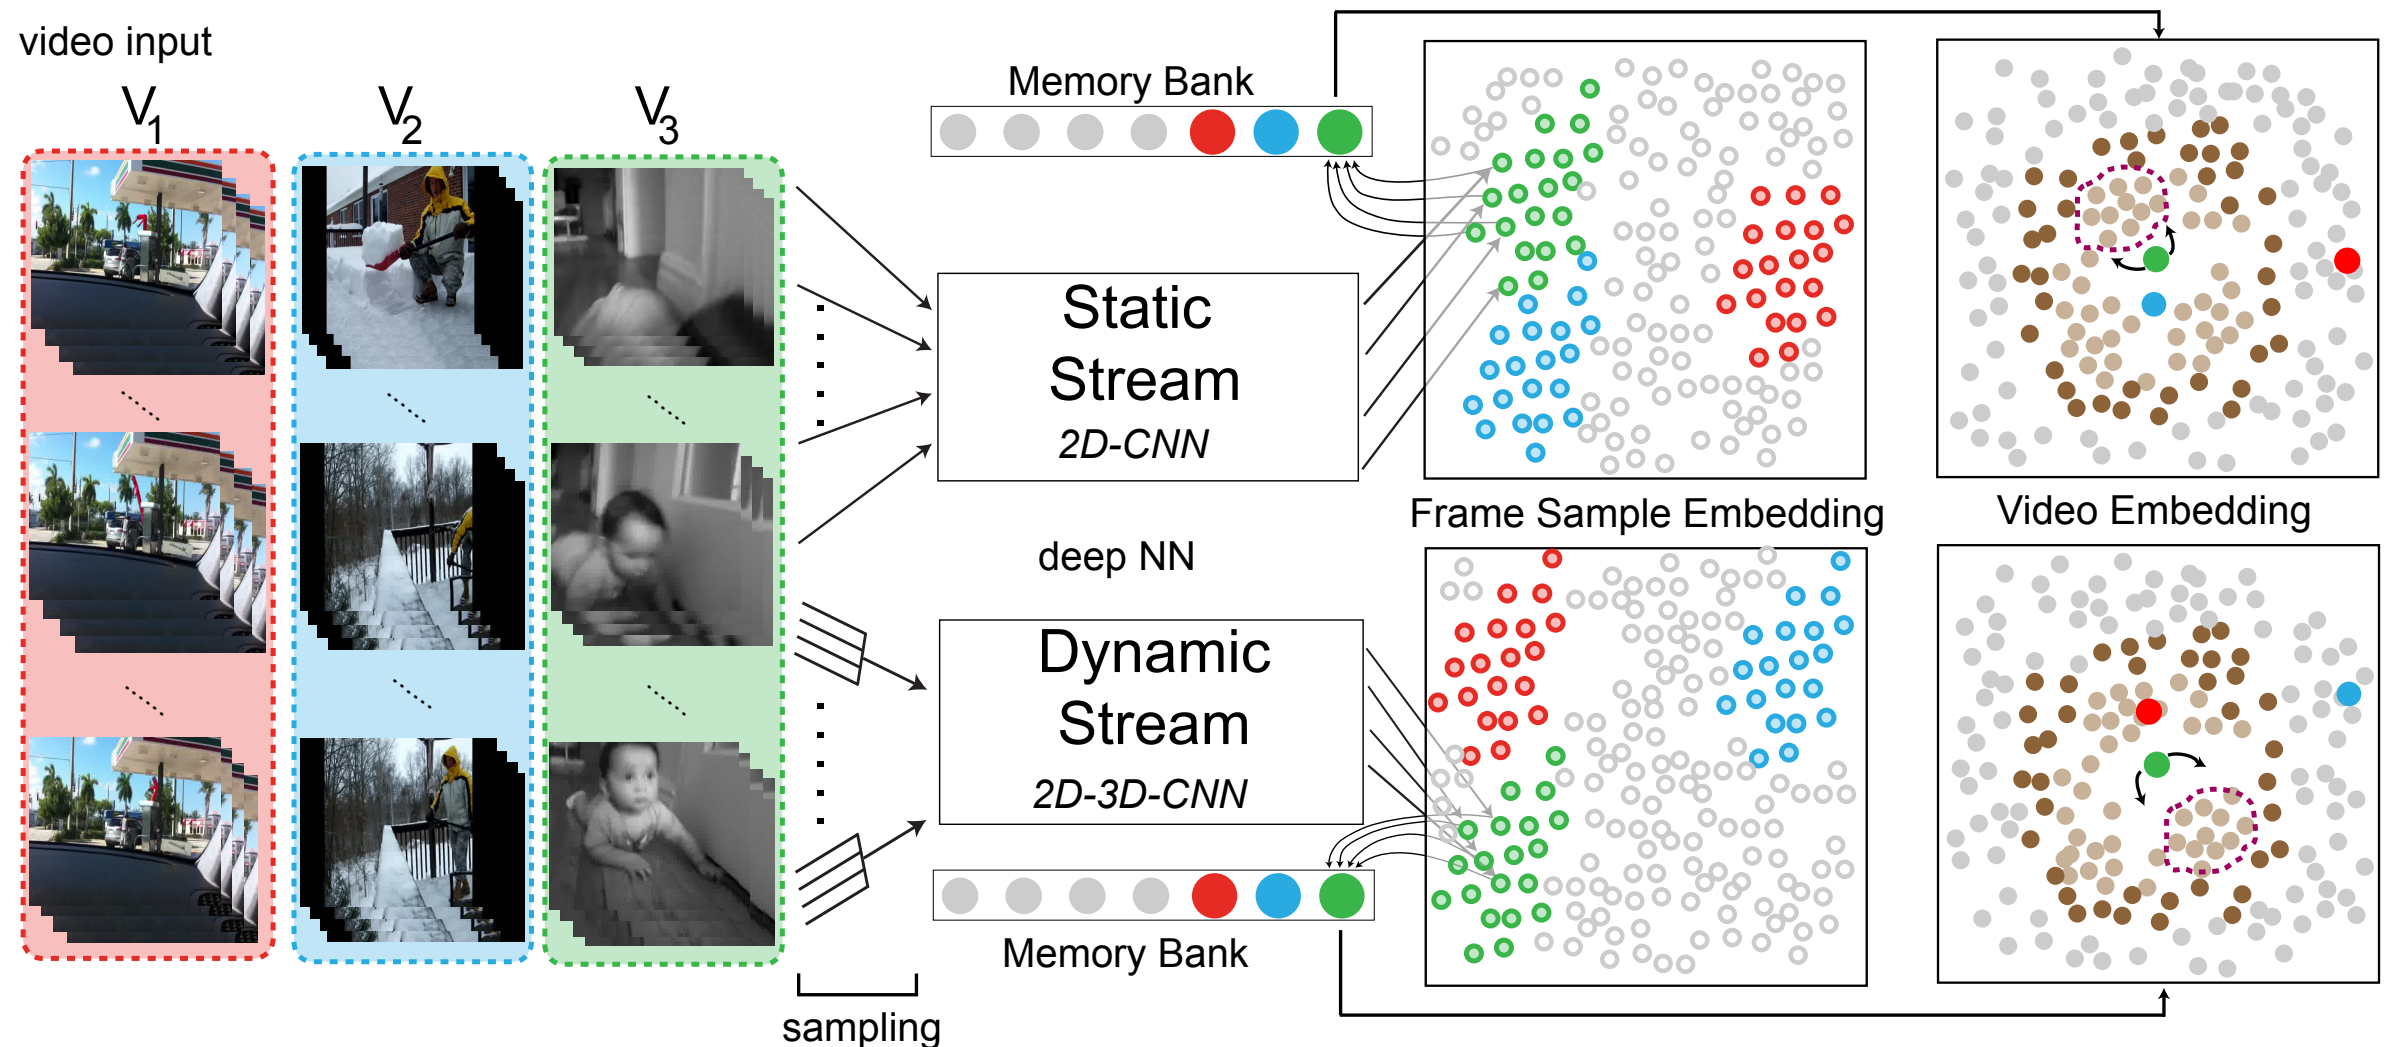 video input
V1
V2
V3
Memory Bank
Static
Stream
2D-CNN
Frame Sample Embedding
Video Embedding
deep NN
Dynamic
Stream
2D-3D-CNN
Memory Bank
sampling